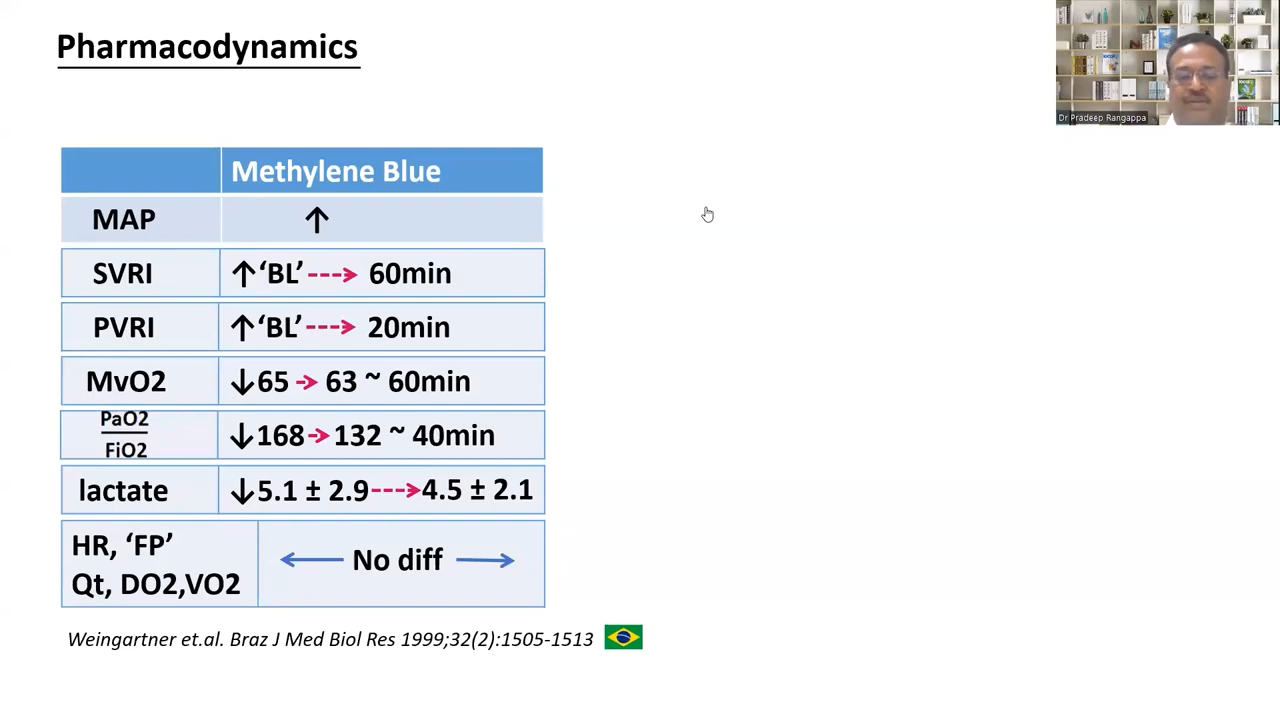 Pharmacodynamics
Dr Pradeep Rangappa
Methylene Blue
MAP ↑
SVRI ↑ 'BL' ---> 60min
PVRI ↑ 'BL' ---> 20min
MvO2 ↓65 -> 63 ~ 60min
PaO2
FiO2 ↓168 -> 132 ~ 40min
lactate ↓5.1 ± 2.9 ---> 4.5 ± 2.1
HR, 'FP'
Qt, DO2,VO2
No diff
Weingartner et.al. Braz J Med Biol Res 1999;32(2):1505-1513